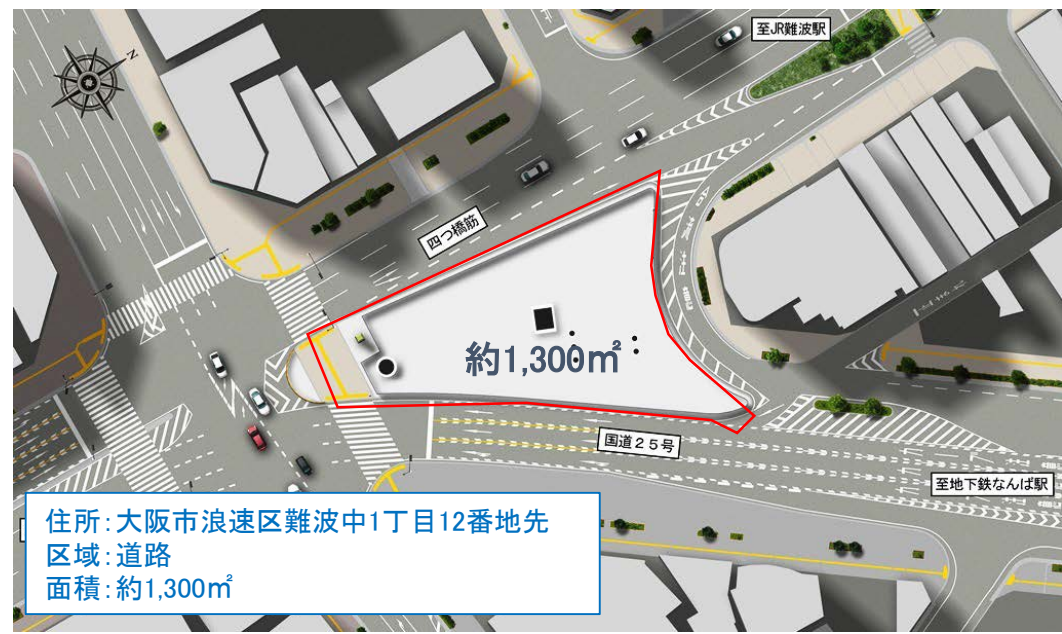 N
至JR難波駅
四つ橋筋
約1,300㎡
国道25号
至地下鉄なんば駅
住所:大阪市浪速区難波中1丁目12番地先
区域:道路
面積:約1,300㎡